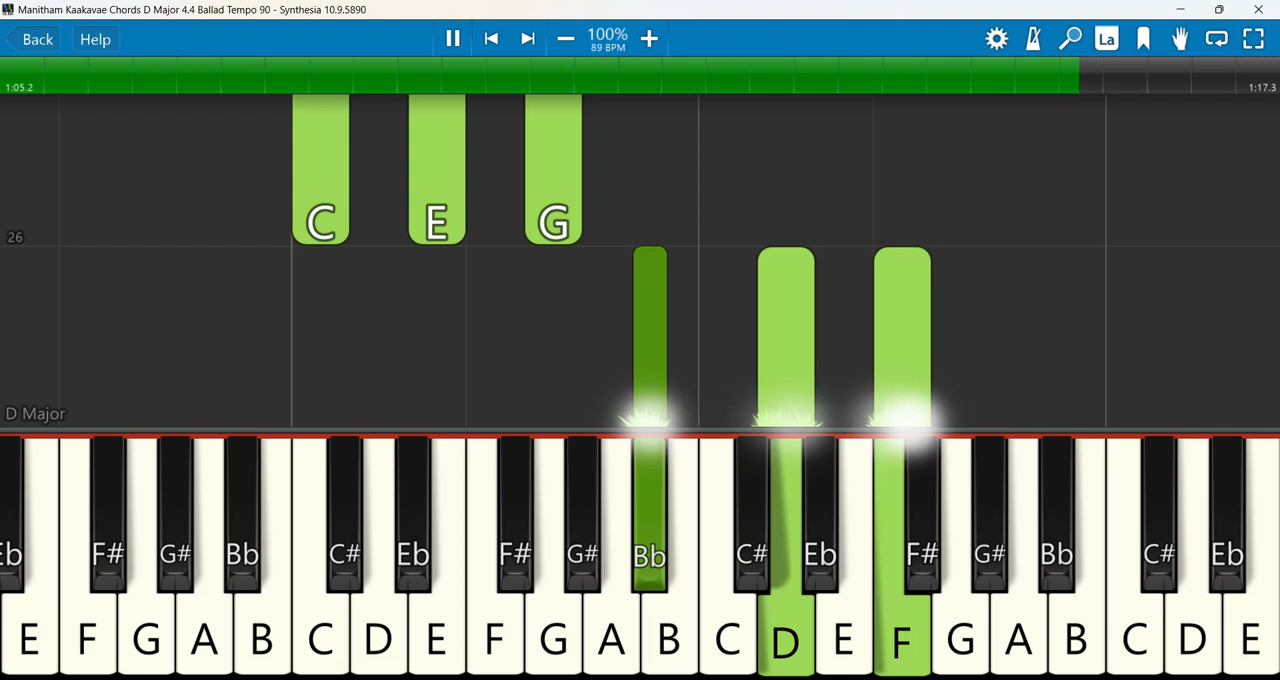 Manitham Kaakavae Chords D Major 4.4 Ballad Tempo 90 - Synthesia 10.9.5890
Back Help 100% La
89 BPM
1:05.2 1:17.3
C E G
26
D Major
Eb F# G# Bb C# Eb F# G# Bb C# Eb F# G# Bb C# Eb
E F G A B C D E F G A B C D E F G A B C D E